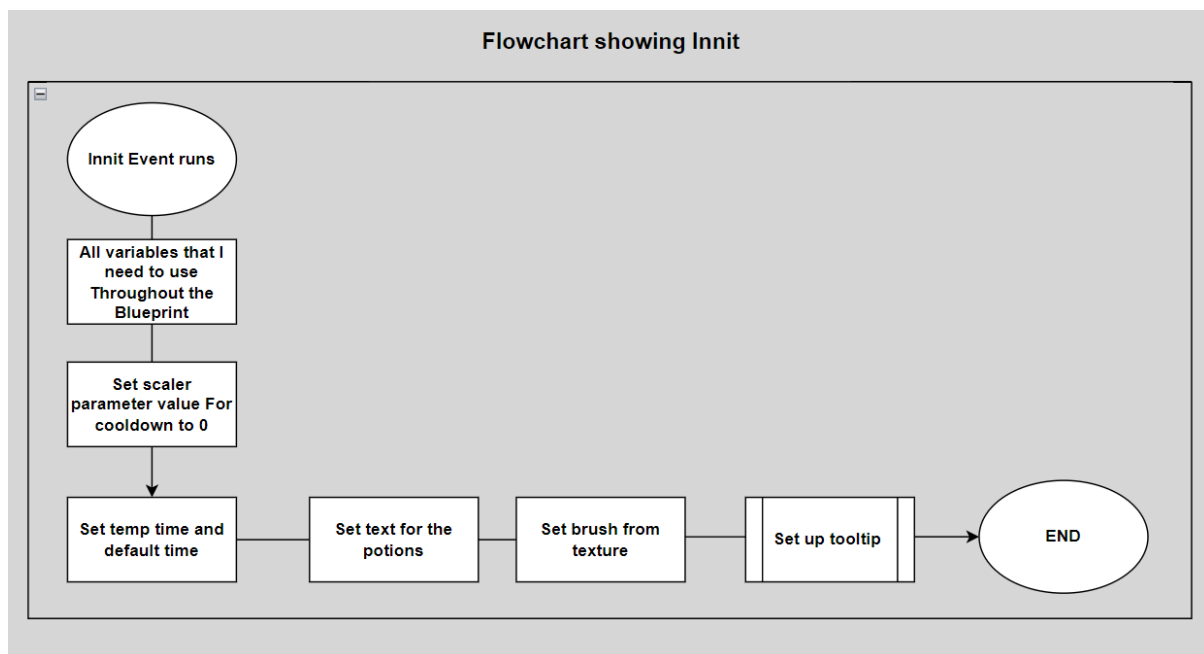 Flowchart showing Innit
Innit Event runs
All variables that I
need to use
Throughout the
Blueprint
Set scaler
parameter value For
cooldown to 0
Set temp time and
default time
Set text for the
potions
Set brush from
texture
Set up tooltip
END